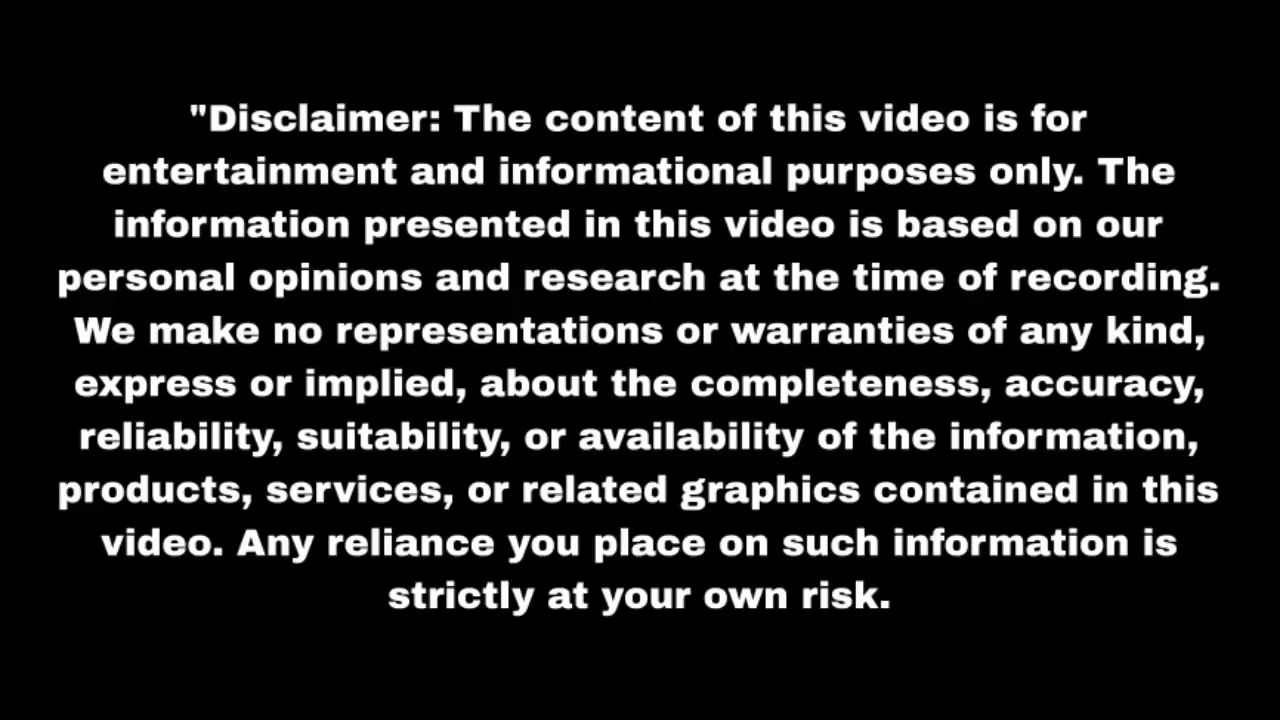 "Disclaimer: The content of this video is for
entertainment and informational purposes only. The
information presented in this video is based on our
personal opinions and research at the time of recording.
We make no representations or warranties of any kind,
express or implied, about the completeness, accuracy,
reliability, suitability, or availability of the information,
products, services, or related graphics contained in this
video. Any reliance you place on such information is
strictly at your own risk.